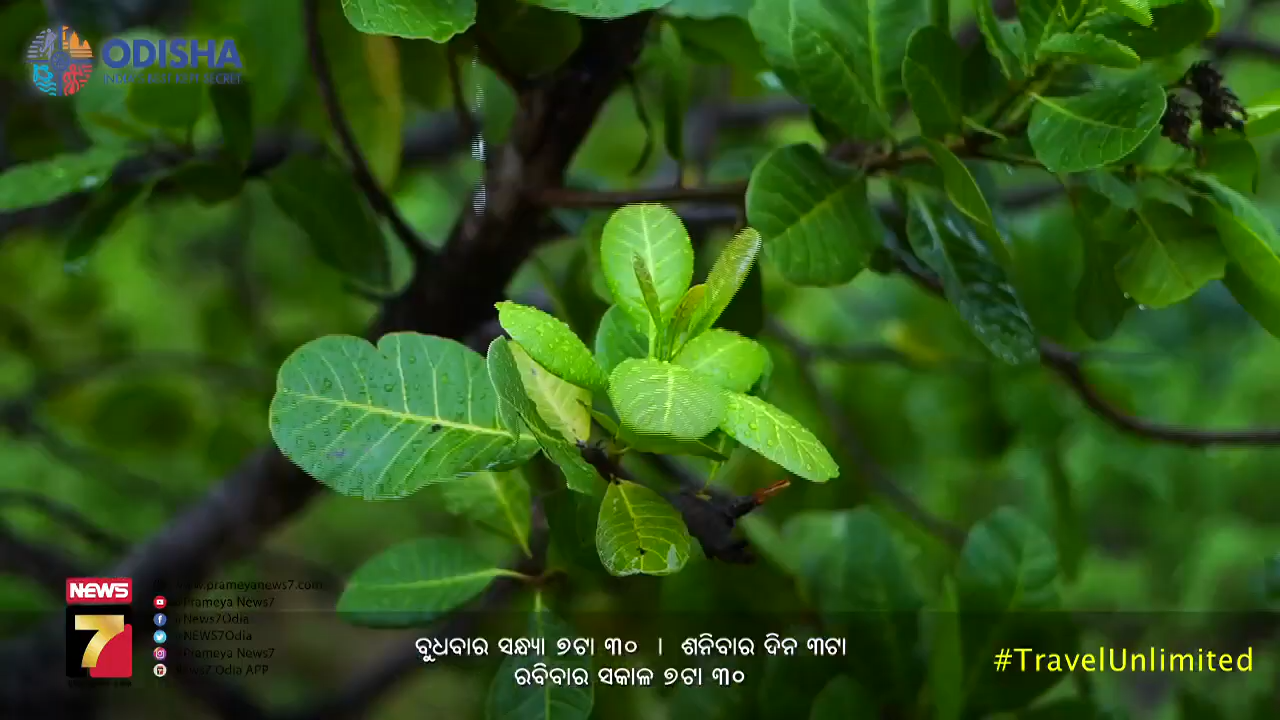 ODISHA
INDIA'S BEST KEPT SECRET
NEWS
7
www.prameyanews7.com
Prameya News7
News7Odia
NEWS7Odia
Prameya News7
News7 Odia APP
ବୁଧବାର ସନ୍ଧ୍ୟା ୭ଟା ୩୦ । ଶନିବାର ଦିନ ୩ଟା
ରବିବାର ସକାଳ ୭ଟା ୩୦
#TravelUnlimited